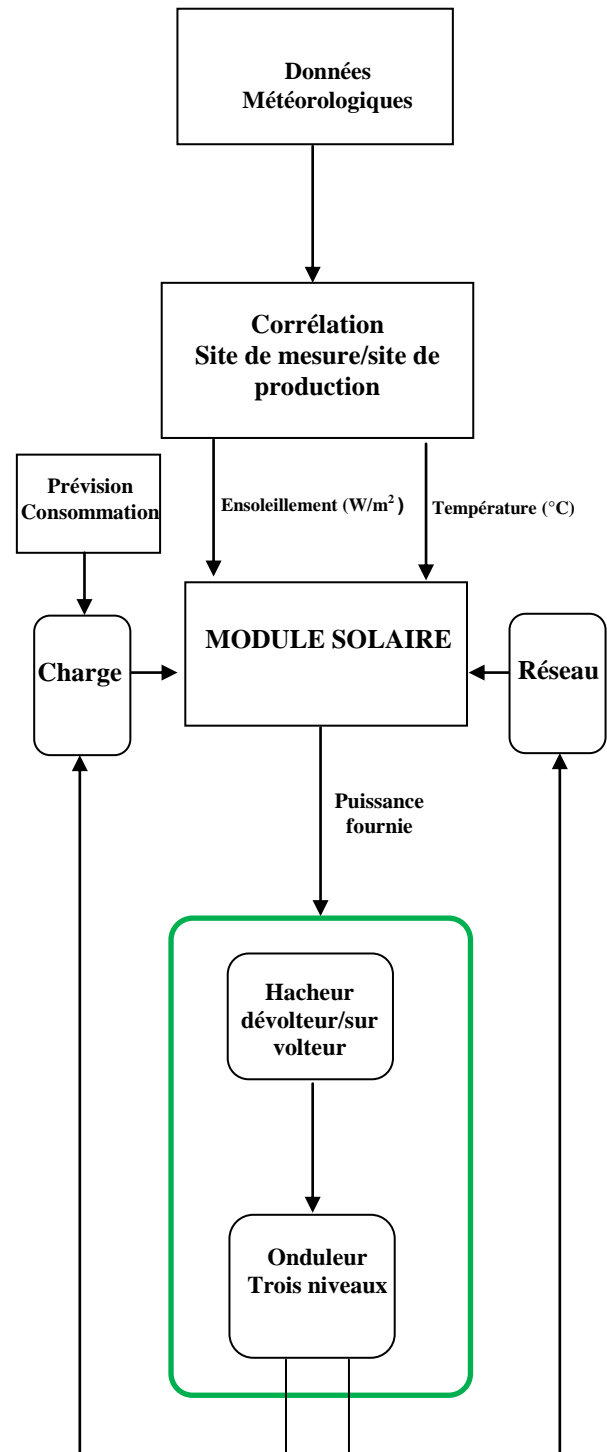 Données
Météorologiques
Corrélation
Site de mesure/site de
production
Prévision
Consommation
Ensoleillement (W/m²)
Température (°C)
MODULE SOLAIRE
Charge
Réseau
Puissance
fournie
Hacheur
dévolteur/sur
volteur
Onduleur
Trois niveaux